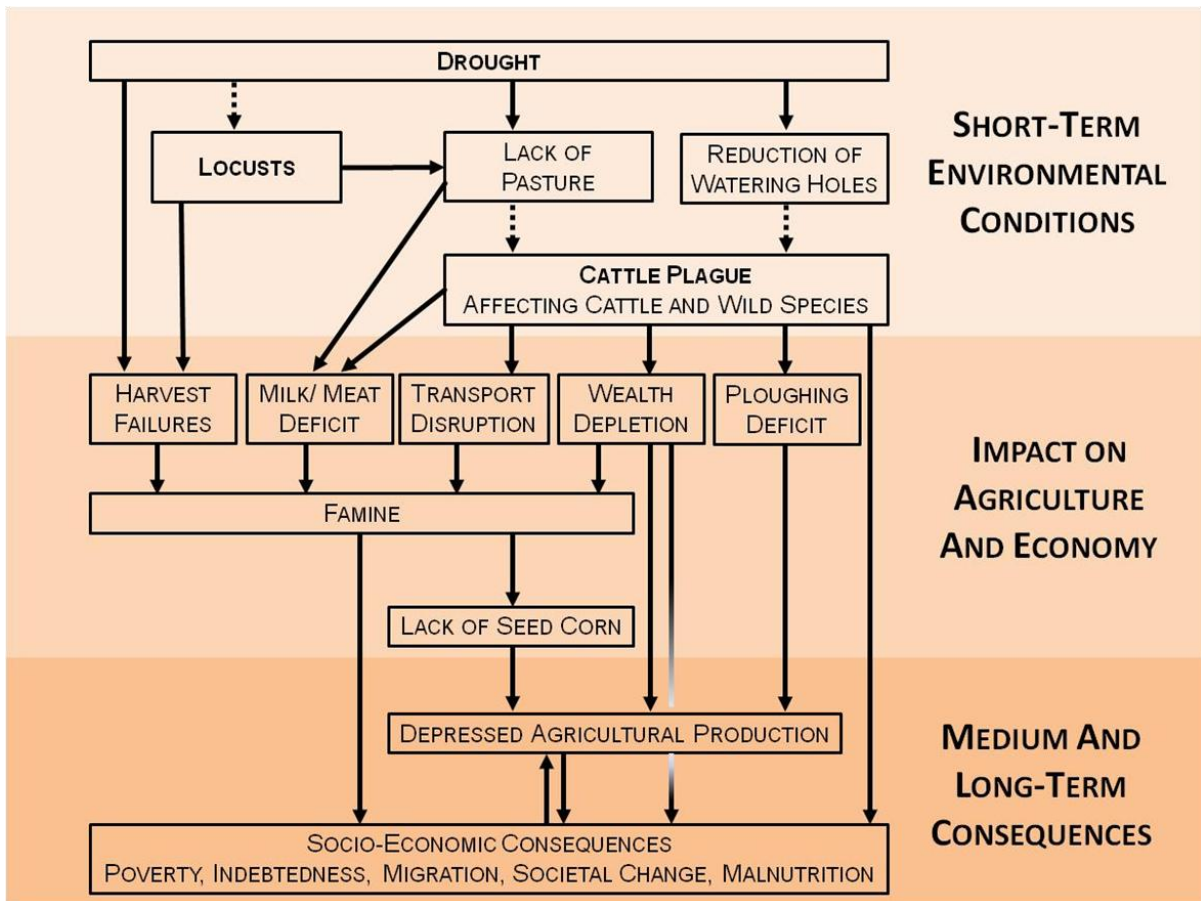 DROUGHT
LOCUSTS
LACK OF
PASTURE
REDUCTION OF
WATERING HOLES
SHORT-TERM
ENVIRONMENTAL
CONDITIONS
CATTLE PLAGUE
AFFECTING CATTLE AND WILD SPECIES
HARVEST
FAILURES
MILK/ MEAT
DEFICIT
TRANSPORT
DISRUPTION
WEALTH
DEPLETION
PLOUGHING
DEFICIT
IMPACT ON
AGRICULTURE
AND ECONOMY
FAMINE
LACK OF SEED CORN
DEPRESSED AGRICULTURAL PRODUCTION
MEDIUM AND
LONG-TERM
CONSEQUENCES
SOCIO-ECONOMIC CONSEQUENCES
POVERTY, INDEBTEDNESS, MIGRATION, SOCIETAL CHANGE, MALNUTRITION